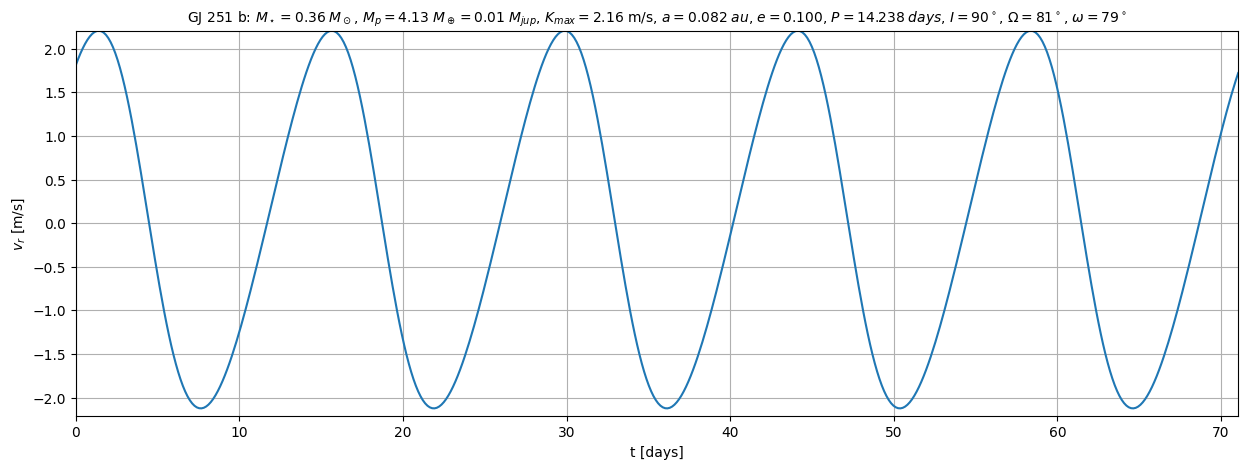 GJ 251 b: M⋆ = 0.36 M⊙, Mp = 4.13 M⊕ = 0.01 Mjup, Kmax = 2.16 m/s, a = 0.082 au, e = 0.100, P = 14.238 days, I = 90°, Ω = 81°, ω = 79°
2.0
1.5
1.0
0.5
0.0
−0.5
−1.0
−1.5
−2.0
vr [m/s]
0 10 20 30 40 50 60 70
t [days]